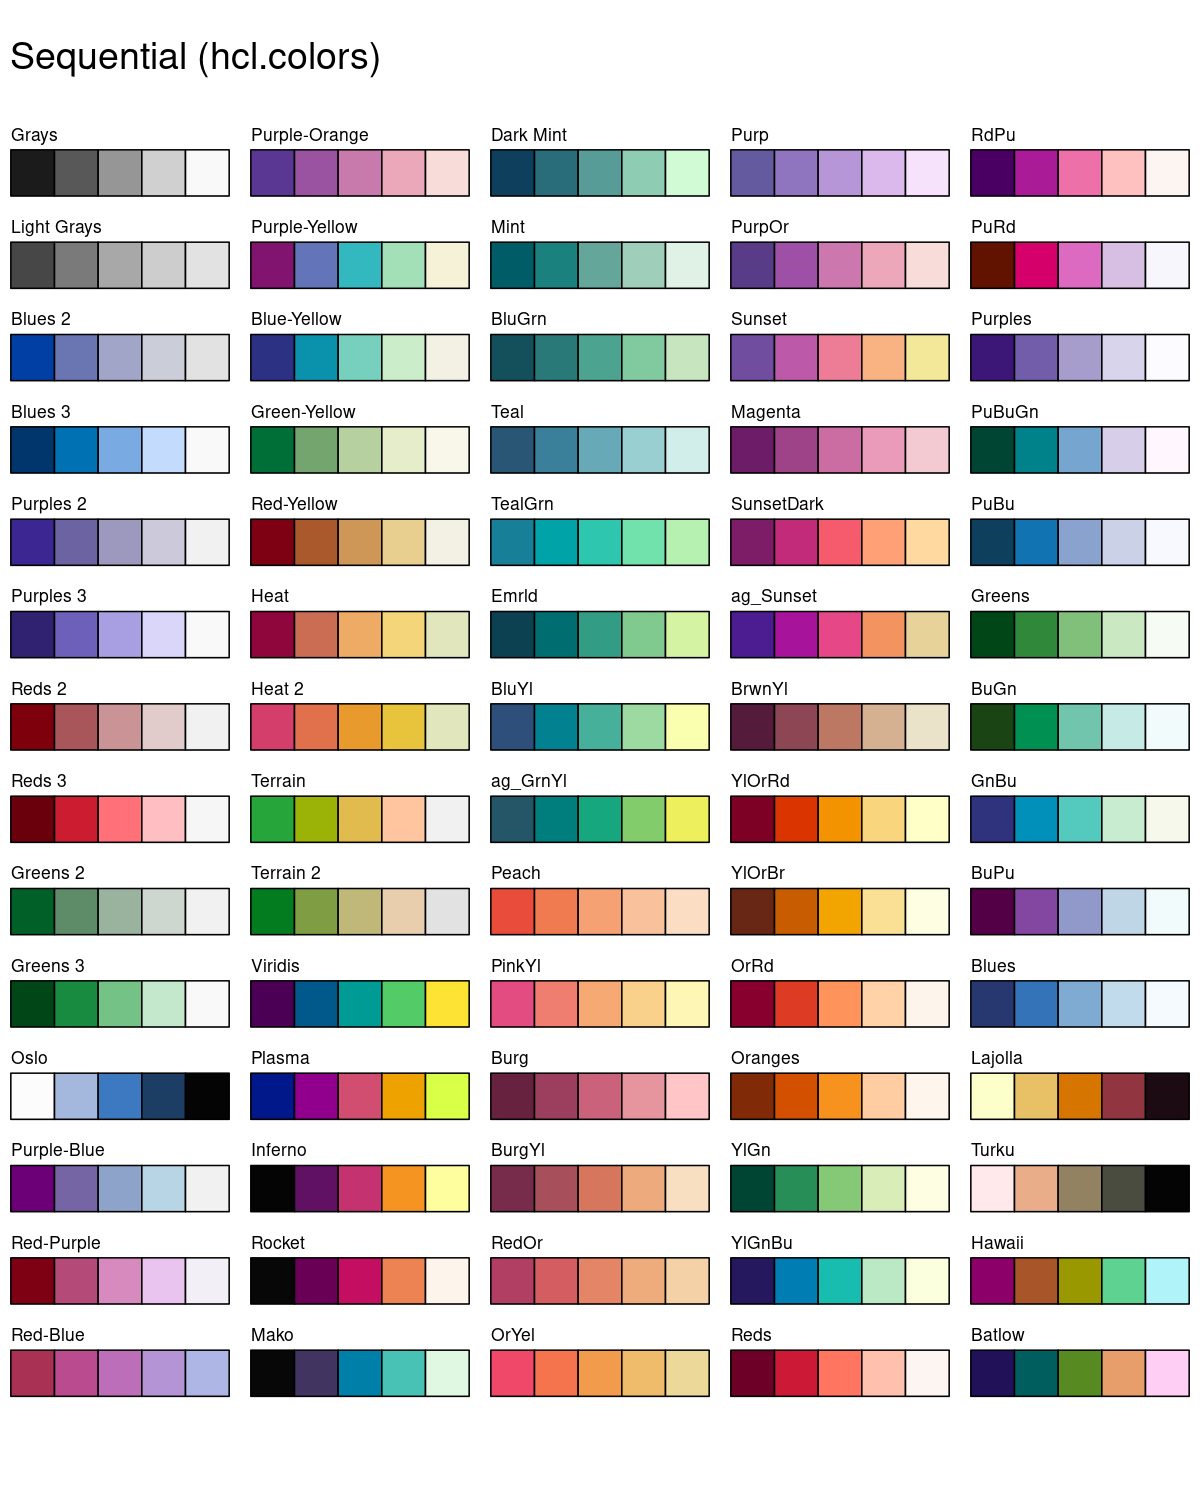 Sequential (hcl.colors)
Grays
Light Grays
Blues 2
Blues 3
Purples 2
Purples 3
Reds 2
Reds 3
Greens 2
Greens 3
Oslo
Purple-Blue
Red-Purple
Red-Blue
Purple-Orange
Purple-Yellow
Blue-Yellow
Green-Yellow
Red-Yellow
Heat
Heat 2
Terrain
Terrain 2
Viridis
Plasma
Inferno
Rocket
Mako
Dark Mint
Mint
BluGrn
Teal
TealGrn
Emrld
BluYl
ag_GrnYl
Peach
PinkYl
Burg
BurgYl
RedOr
OrYel
Purp
PurpOr
Sunset
Magenta
SunsetDark
ag_Sunset
BrwnYl
YlOrRd
YlOrBr
OrRd
Oranges
YlGn
YlGnBu
Reds
RdPu
PuRd
Purples
PuBuGn
PuBu
Greens
BuGn
GnBu
BuPu
Blues
Lajolla
Turku
Hawaii
Batlow